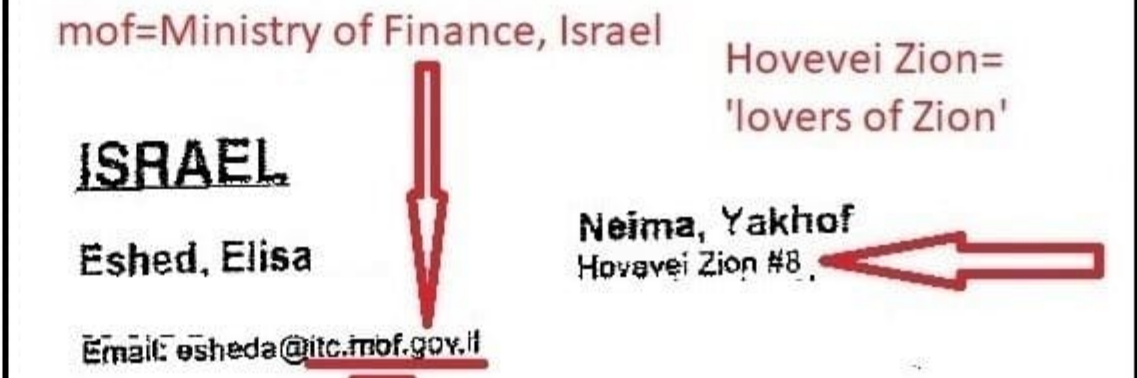 mof=Ministry of Finance, Israel
Hovevei Zion=
'lovers of Zion'
ISRAEL
Eshed, Elisa
Neima, Yakhof
Hovavei Zion #8
Email: esheda@itc.mof.gov.il